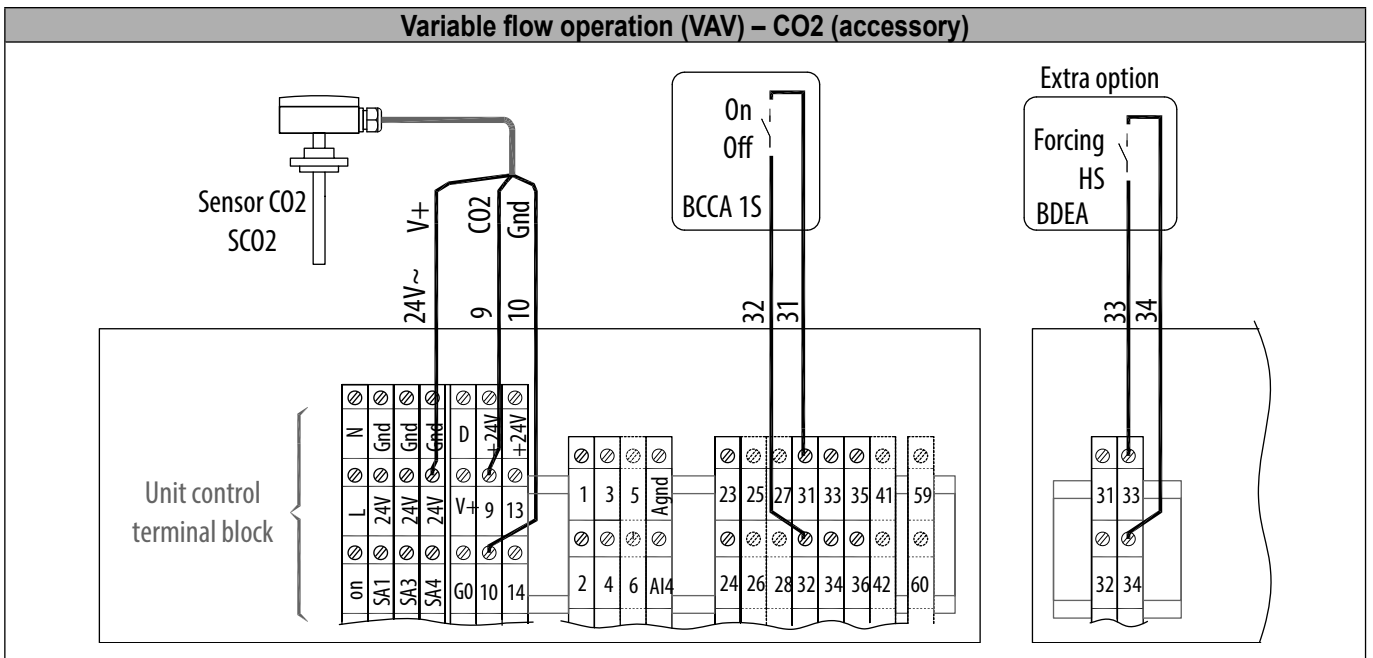 Variable flow operation (VAV) – CO2 (accessory)
Extra option
On
Off
BCCA 1S
Forcing
HS
BDEA
Sensor CO2
SCO2
V+
CO2
Gnd
24V~
9
10
32
31
33
34
Unit control
terminal block
N Gnd Gnd Gnd D +24V +24V
L 24V 24V 24V V+ 9 13
on SA1 SA3 SA4 G0 10 14
1 3 5 Agnd
2 4 6 AI4
23 25 27 31 33 35 41 59
24 26 28 32 34 36 42 60
31 33
32 34